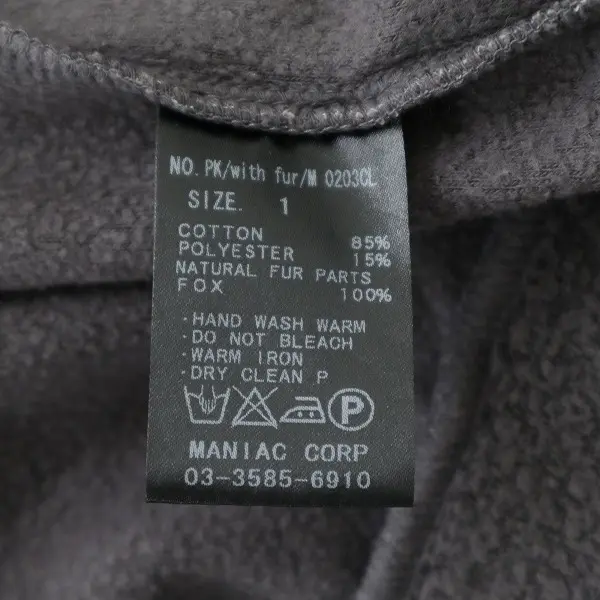 NO. PK/with fur/M 0203CL
SIZE. 1
COTTON 85%
POLYESTER 15%
NATURAL FUR PARTS
FOX 100%
·HAND WASH WARM
·DO NOT BLEACH
·WARM IRON
·DRY CLEAN P
P
MANIAC CORP
03-3585-6910